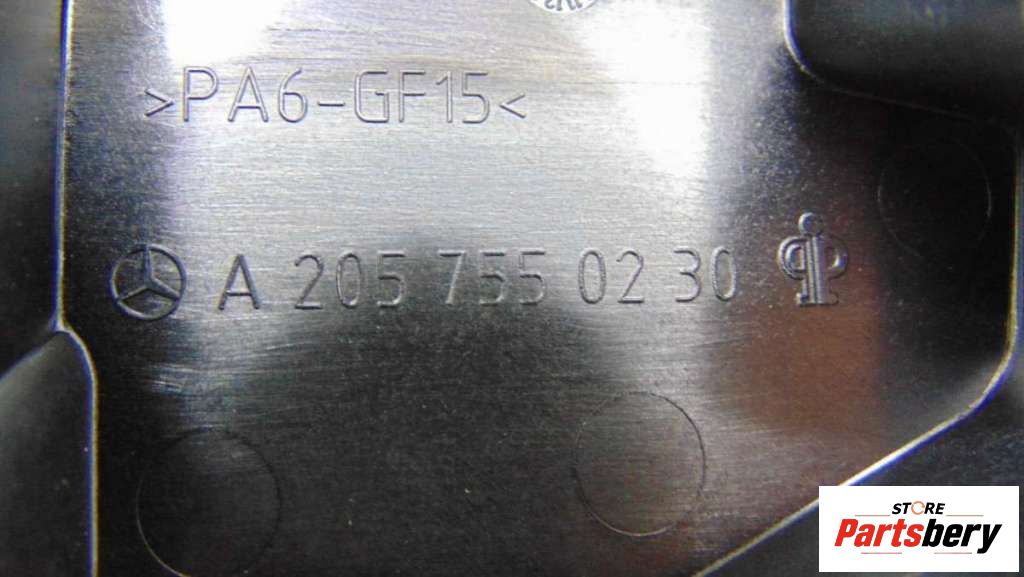 >PA6-GF15<
A 205 755 02 30
STORE
Partsbery